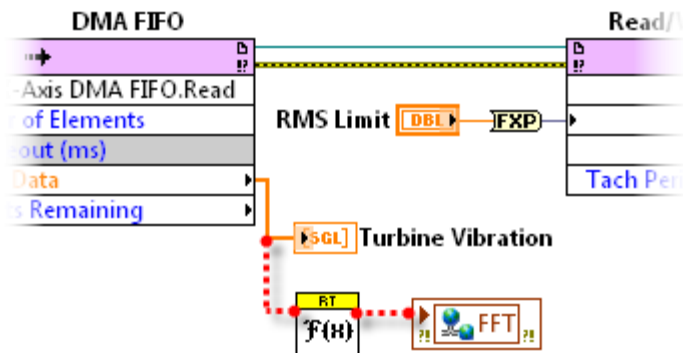 DMA FIFO
Read/
-Axis DMA FIFO.Read
of Elements
RMS Limit
DBL
FXP
out (ms)
Data
Tach Per
s Remaining
[SGL]
Turbine Vibration
RT
F(x)
?!
FFT
?!